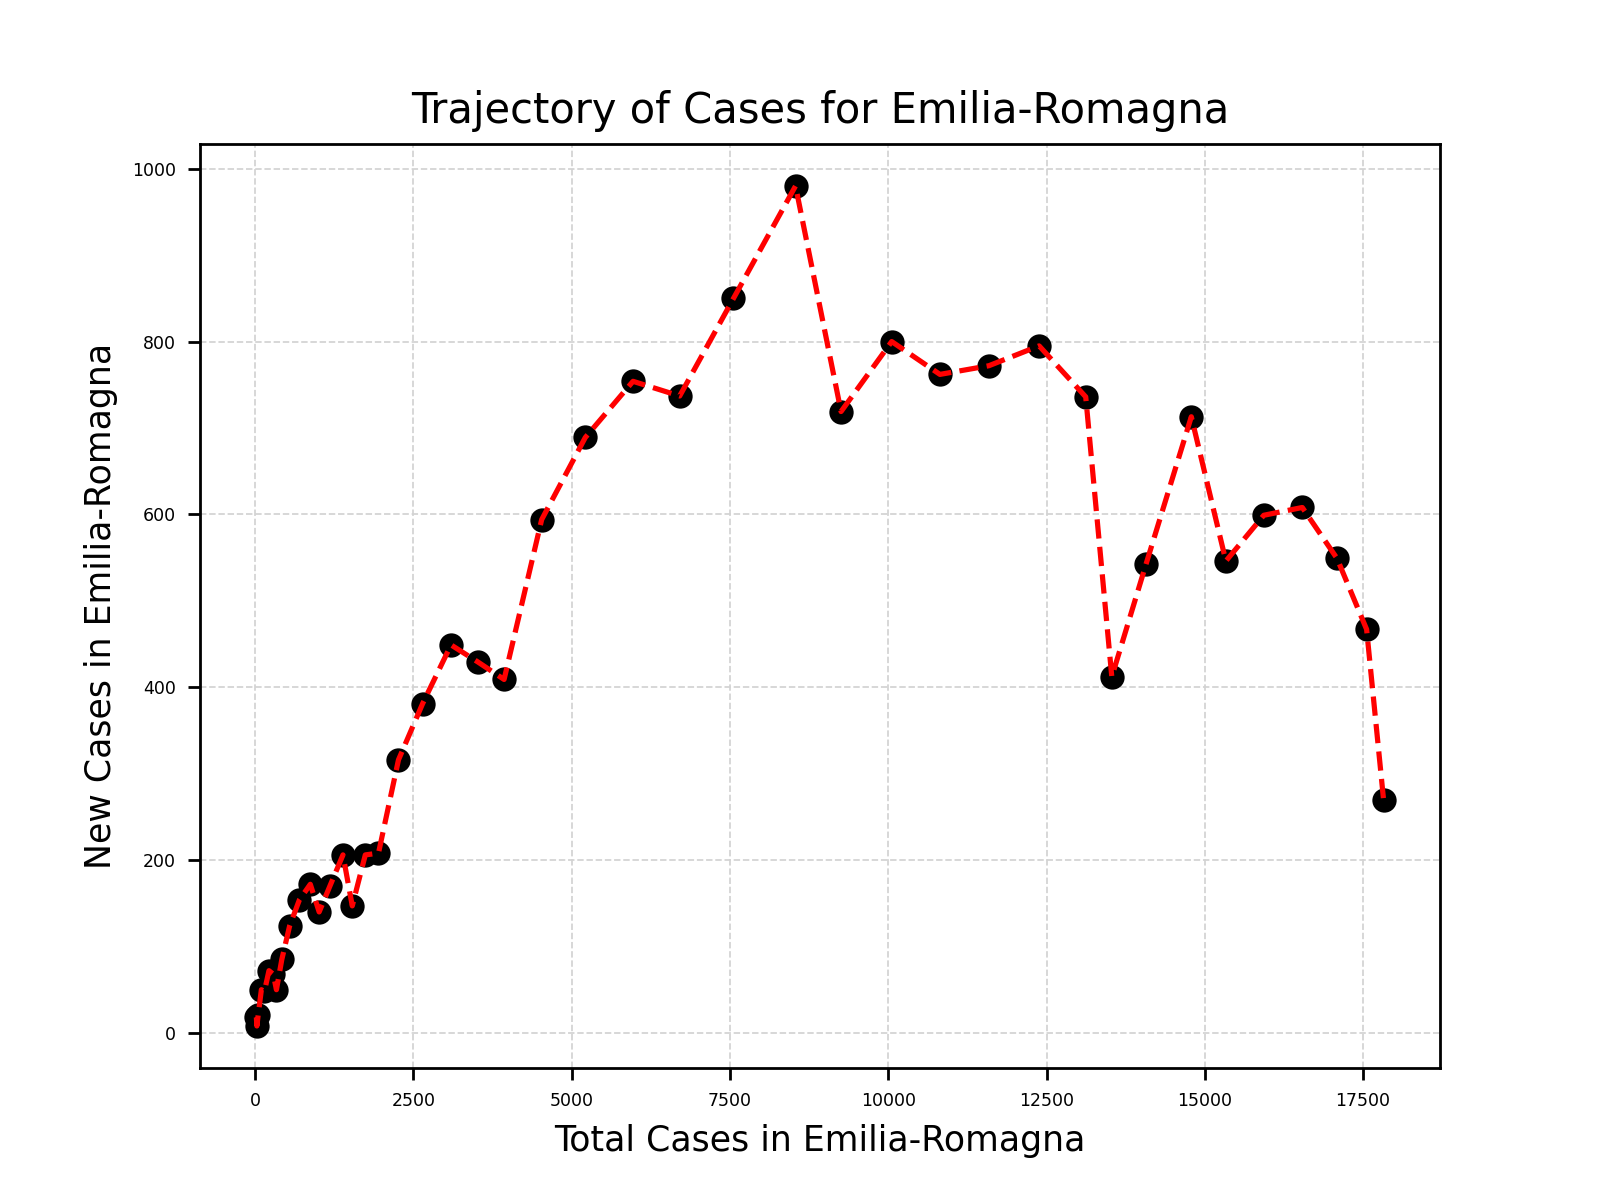 Trajectory of Cases for Emilia-Romagna
New Cases in Emilia-Romagna
1000
800
600
400
200
0
0 2500 5000 7500 10000 12500 15000 17500
Total Cases in Emilia-Romagna